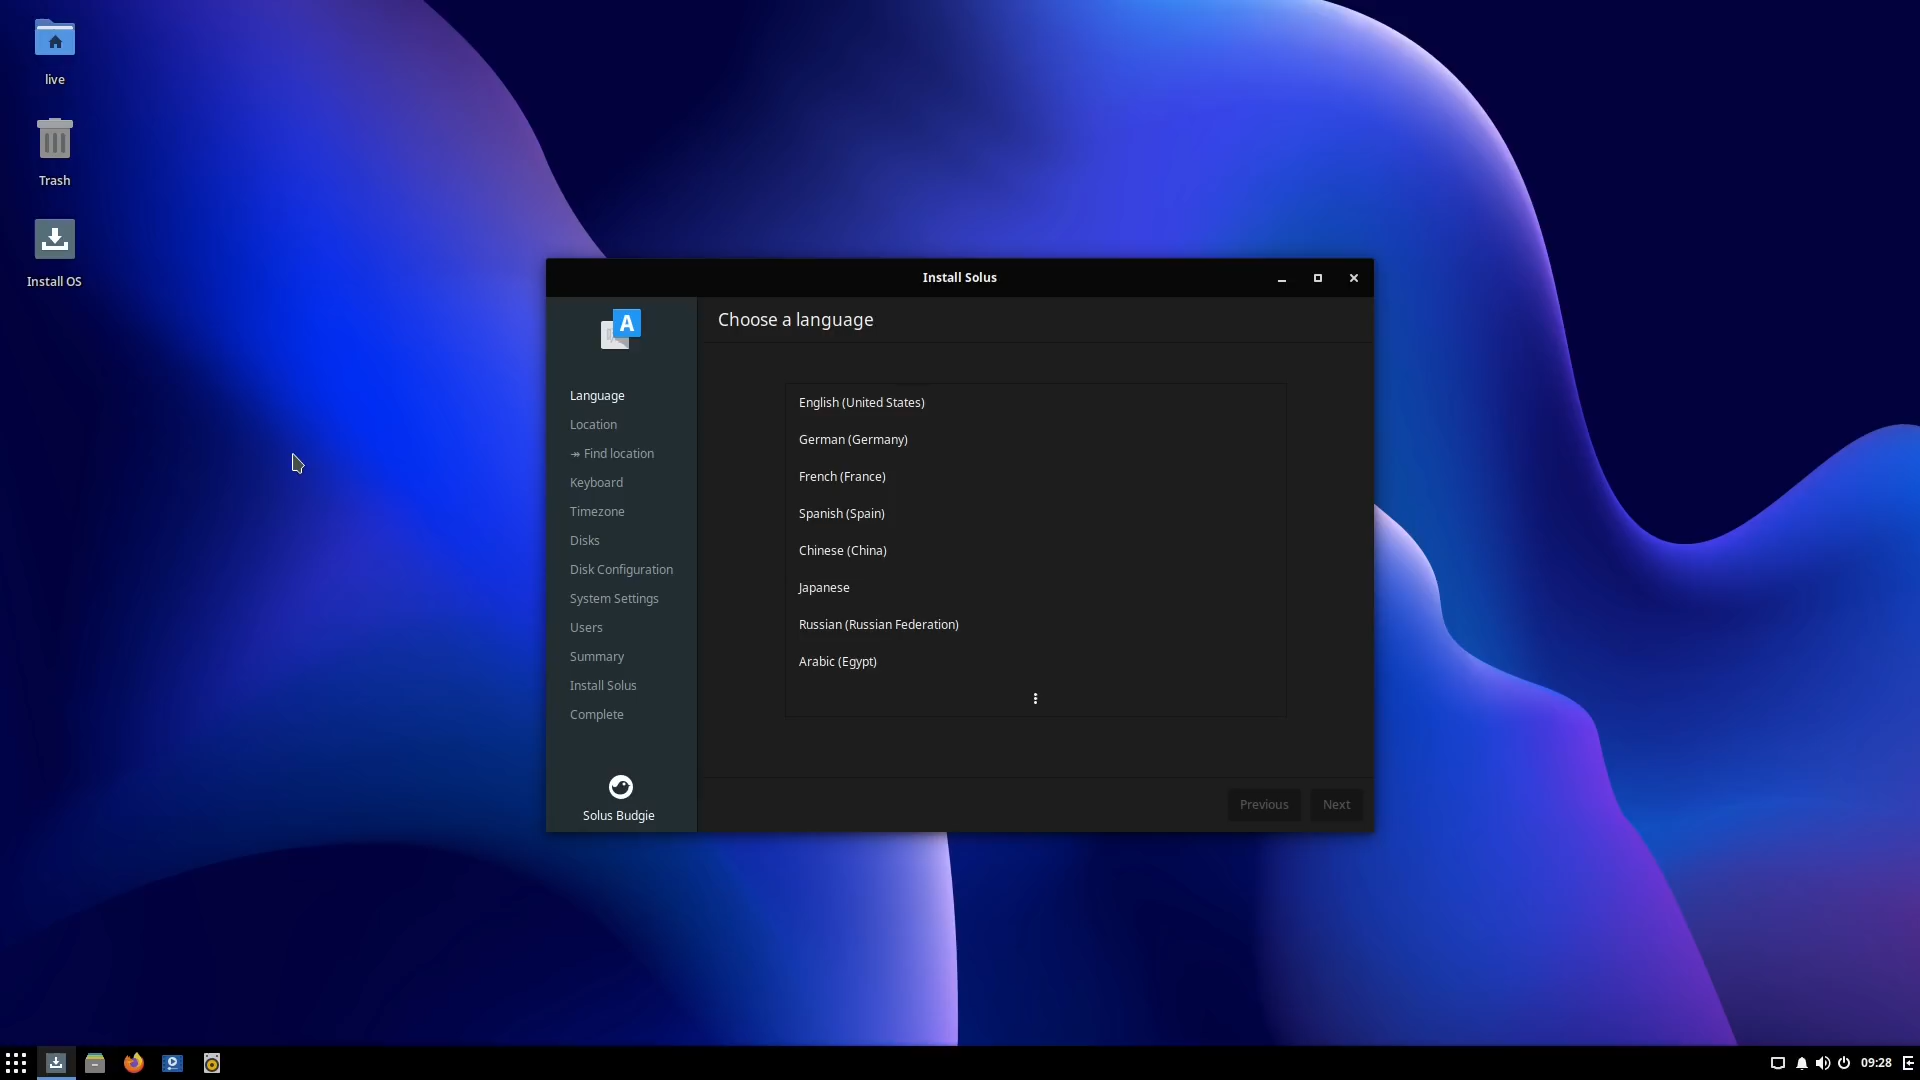 live
Trash
Install OS
Install Solus
Choose a language
Language
Location
↠ Find location
Keyboard
Timezone
Disks
Disk Configuration
System Settings
Users
Summary
Install Solus
Complete
Solus Budgie
English (United States)
German (Germany)
French (France)
Spanish (Spain)
Chinese (China)
Japanese
Russian (Russian Federation)
Arabic (Egypt)
Previous
Next
09:28